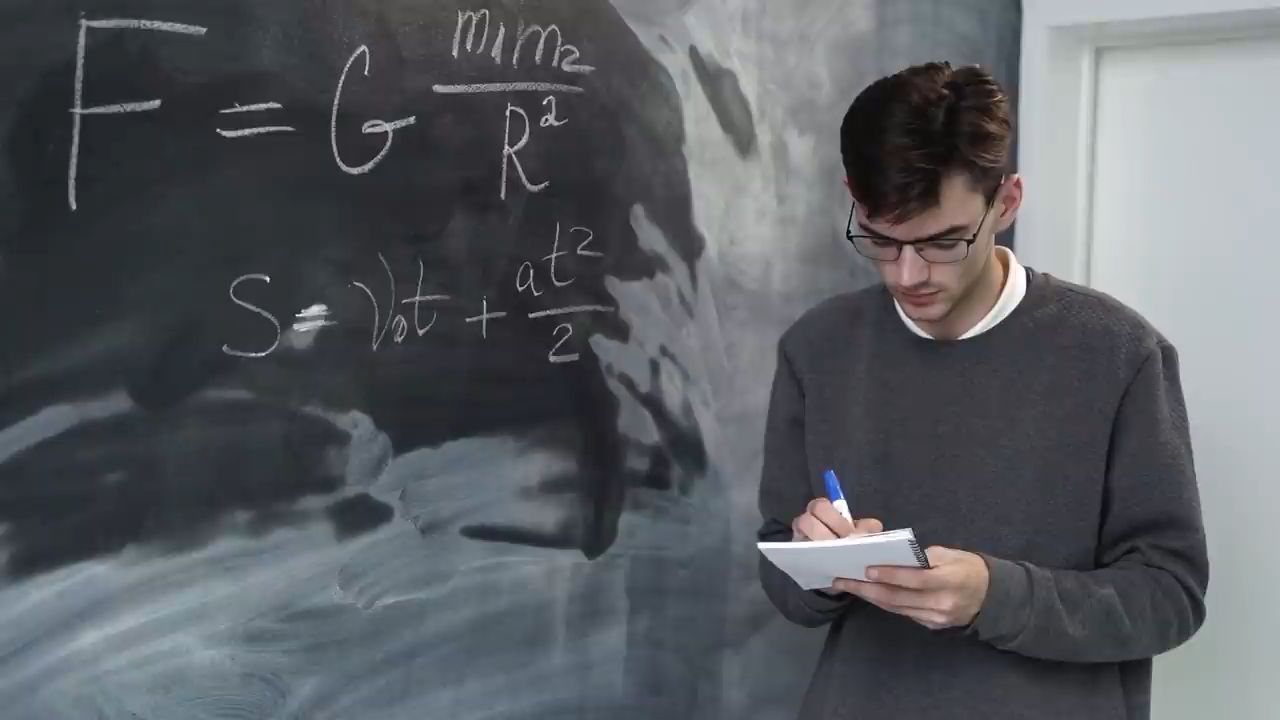 F = G m₁m₂/R²
S = V₀t + at²/2